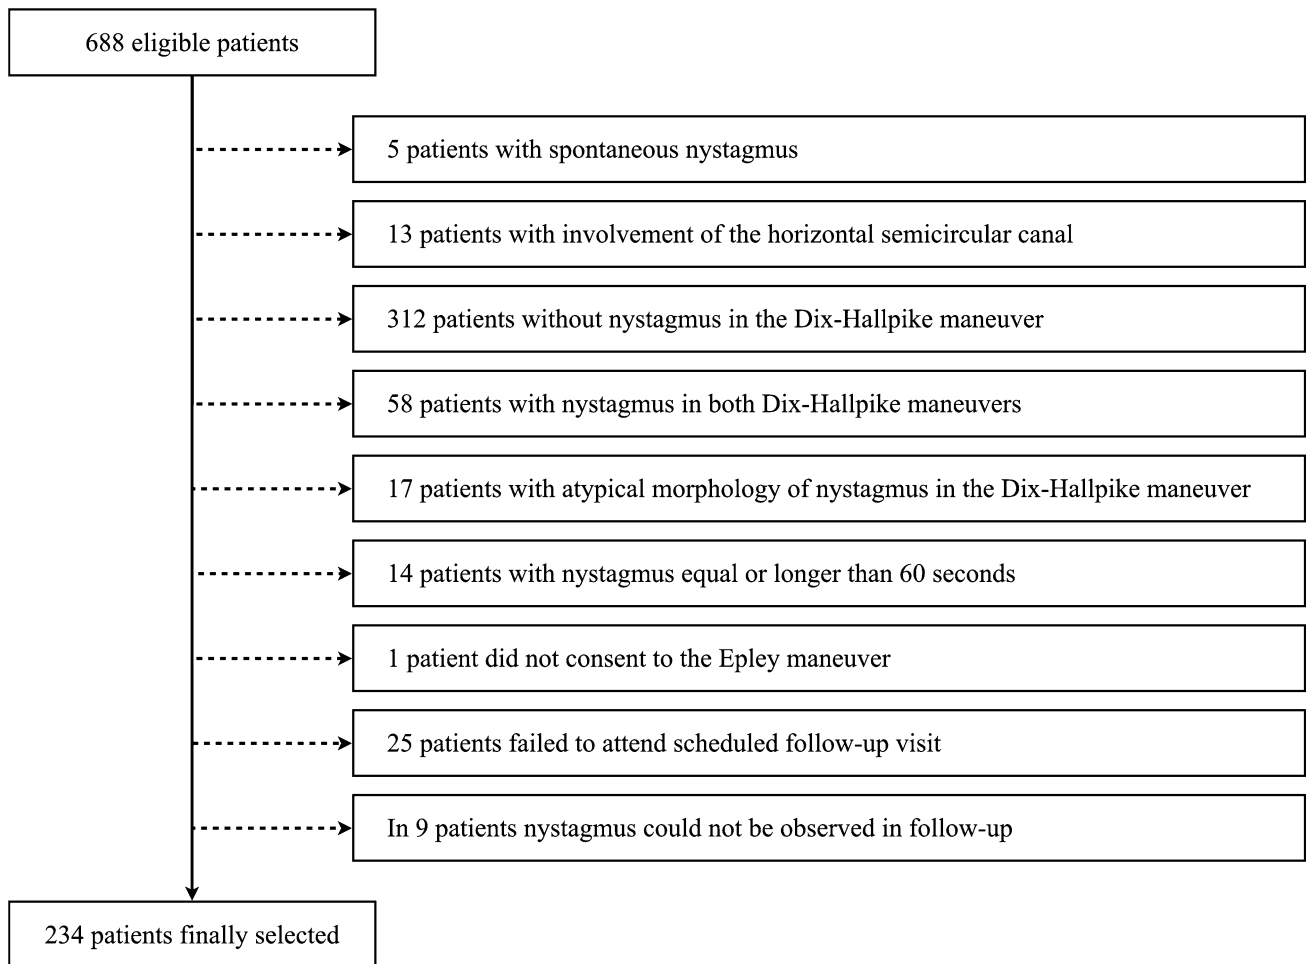 688 eligible patients
5 patients with spontaneous nystagmus
13 patients with involvement of the horizontal semicircular canal
312 patients without nystagmus in the Dix-Hallpike maneuver
58 patients with nystagmus in both Dix-Hallpike maneuvers
17 patients with atypical morphology of nystagmus in the Dix-Hallpike maneuver
14 patients with nystagmus equal or longer than 60 seconds
1 patient did not consent to the Epley maneuver
25 patients failed to attend scheduled follow-up visit
In 9 patients nystagmus could not be observed in follow-up
234 patients finally selected